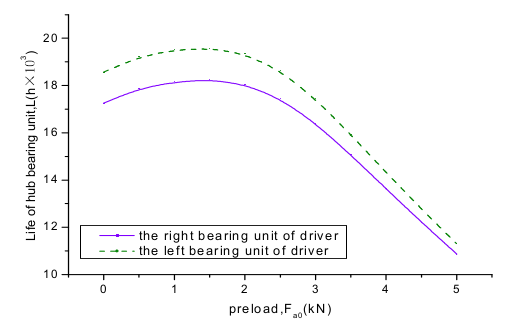 Life of hub bearing unit,L(h×10³)
20
18
16
14
12
10
the right bearing unit of driver
the left bearing unit of driver
0 1 2 3 4 5
preload,Fa0(kN)